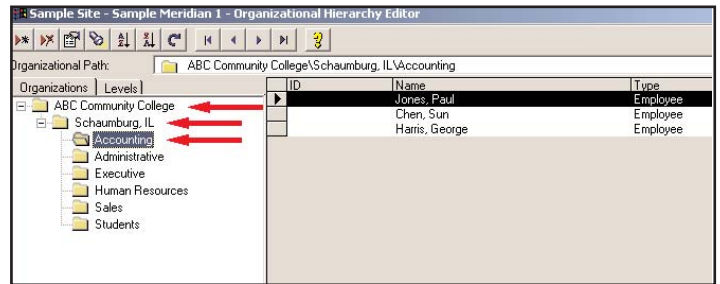 Sample Site - Sample Meridian 1 - Organizational Hierarchy Editor
Organizational Path: ABC Community College\Schaumburg, IL\Accounting
Organizations Levels
ABC Community College
Schaumburg, IL
Accounting
Administrative
Executive
Human Resources
Sales
Students
ID Name Type
Jones, Paul Employee
Chen, Sun Employee
Harris, George Employee